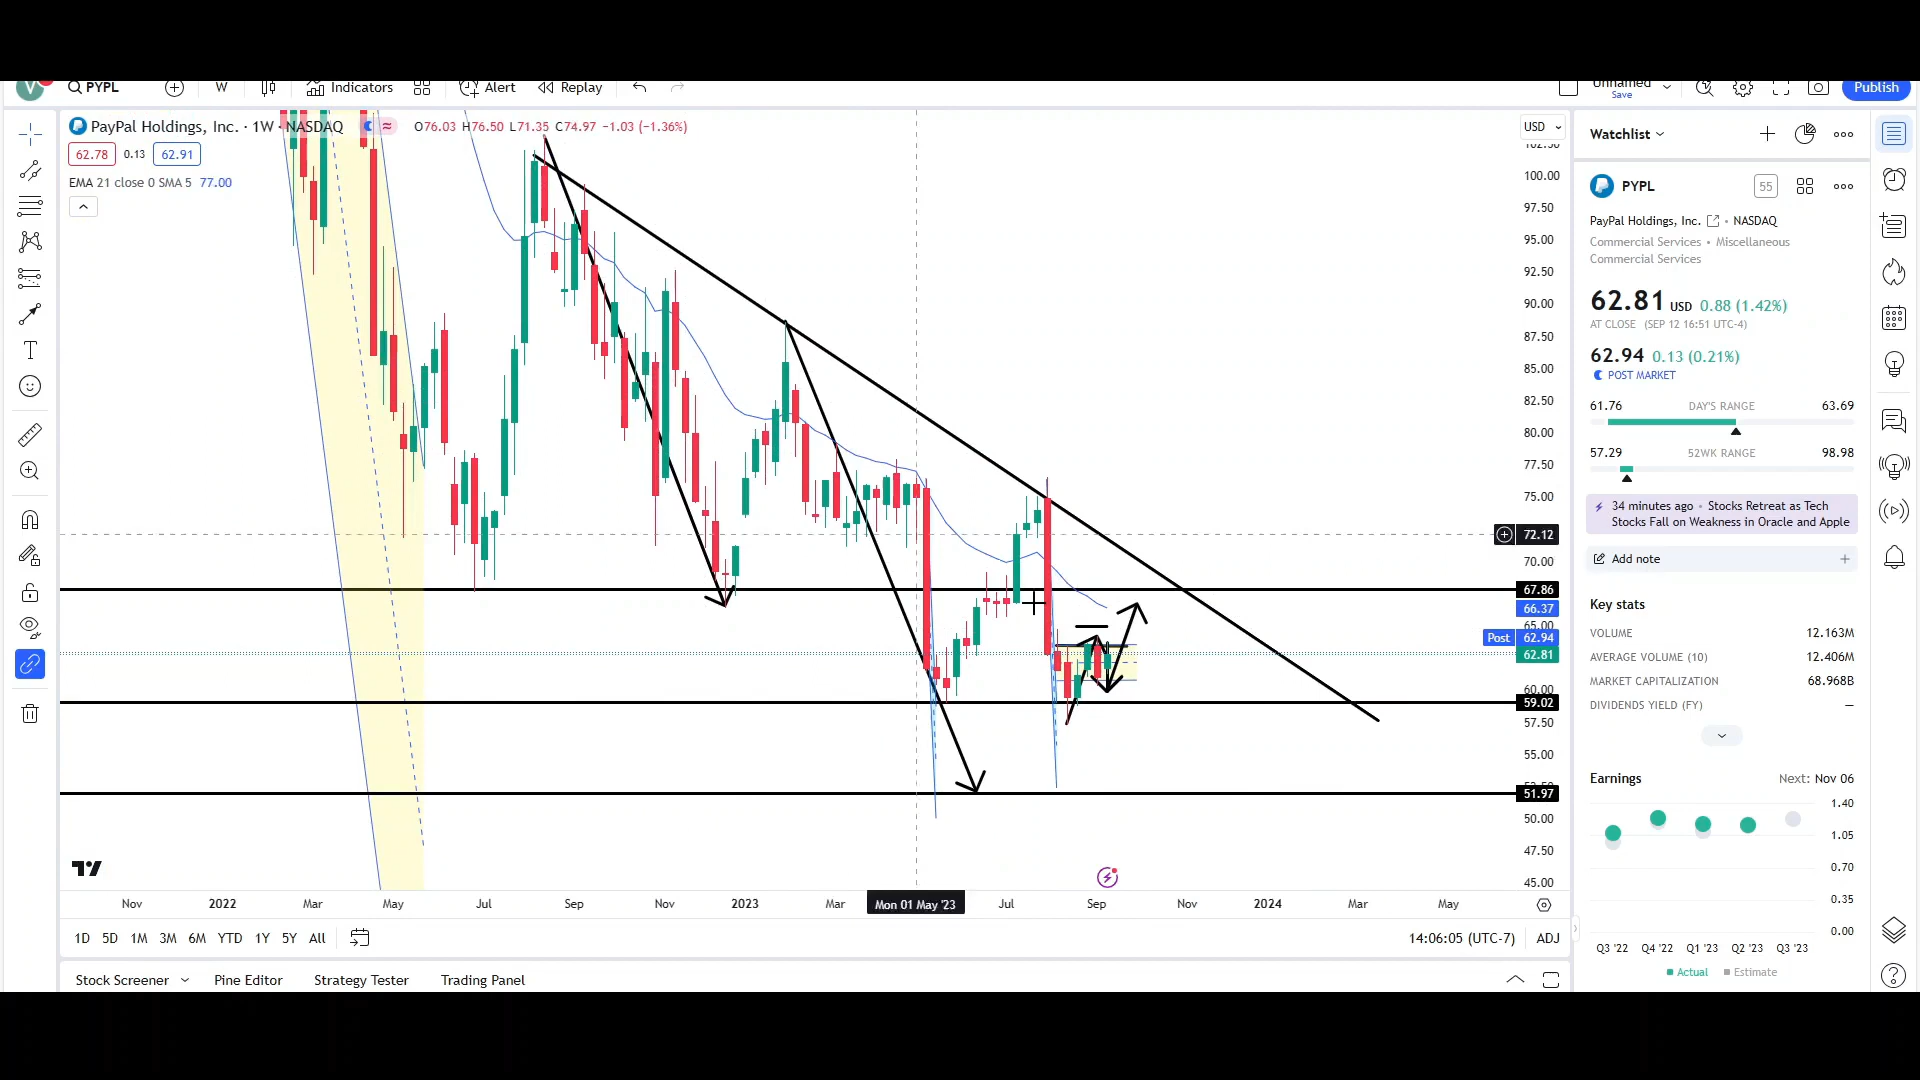 V PYPL W Indicators Alert Replay Unnamed Save Publish
PayPal Holdings, Inc. · 1W · NASDAQ O76.03 H76.50 L71.35 C74.97 −1.03 (−1.36%)
62.78 0.13 62.91
EMA 21 close 0 SMA 5 77.00
USD
102.50
100.00
97.50
95.00
92.50
90.00
87.50
85.00
82.50
80.00
77.50
75.00
72.12
70.00
67.86
66.37
65.00
Post 62.94
62.81
60.00
59.02
57.50
55.00
51.97
50.00
47.50
45.00
Nov 2022 Mar May Jul Sep Nov 2023 Mar Mon 01 May '23 Jul Sep Nov 2024 Mar May
1D 5D 1M 3M 6M YTD 1Y 5Y All 14:06:05 (UTC-7) ADJ
Stock Screener Pine Editor Strategy Tester Trading Panel
Watchlist
PYPL 55
PayPal Holdings, Inc. • NASDAQ
Commercial Services • Miscellaneous
Commercial Services
62.81 USD 0.88 (1.42%)
AT CLOSE (SEP 12 16:51 UTC-4)
62.94 0.13 (0.21%)
POST MARKET
61.76 DAY'S RANGE 63.69
57.29 52WK RANGE 98.98
34 minutes ago • Stocks Retreat as Tech
Stocks Fall on Weakness in Oracle and Apple
Add note
Key stats
VOLUME 12.163M
AVERAGE VOLUME (10) 12.406M
MARKET CAPITALIZATION 68.968B
DIVIDENDS YIELD (FY) —
Earnings Next: Nov 06
1.40
1.05
0.70
0.35
0.00
Q3 '22 Q4 '22 Q1 '23 Q2 '23 Q3 '23
Actual Estimate